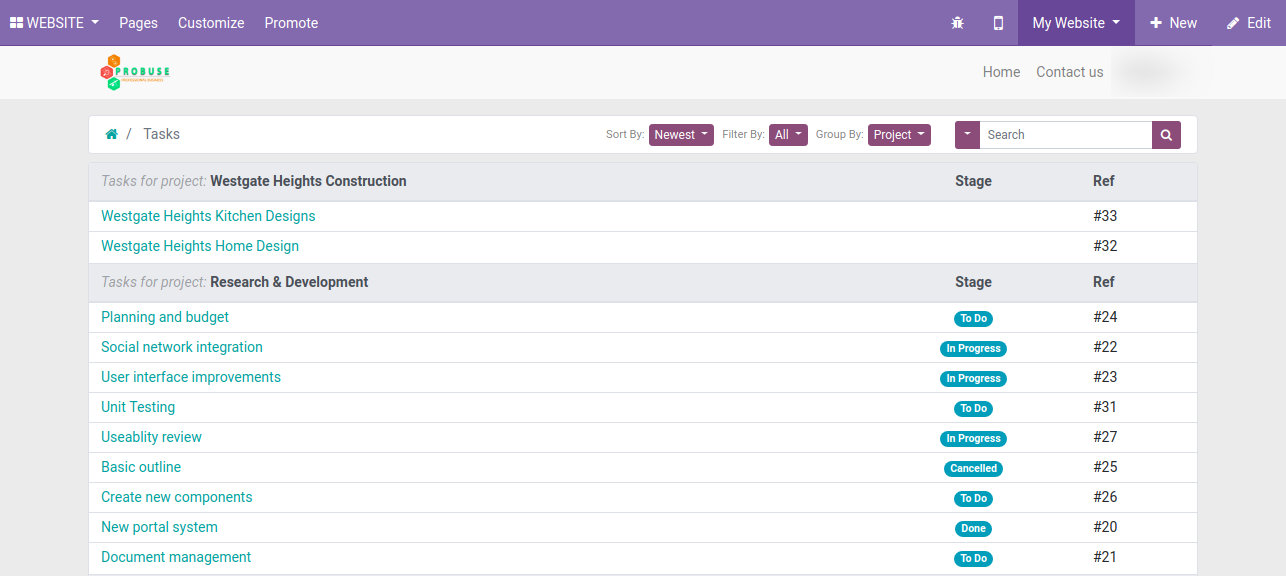 WEBSITE Pages Customize Promote My Website New Edit
PROBUSE Home Contact us
/ Tasks Sort By: Newest Filter By: All Group By: Project Search
Tasks for project: Westgate Heights Construction Stage Ref
Westgate Heights Kitchen Designs #33
Westgate Heights Home Design #32
Tasks for project: Research & Development Stage Ref
Planning and budget To Do #24
Social network integration In Progress #22
User interface improvements In Progress #23
Unit Testing To Do #31
Useablity review In Progress #27
Basic outline Cancelled #25
Create new components To Do #26
New portal system Done #20
Document management To Do #21